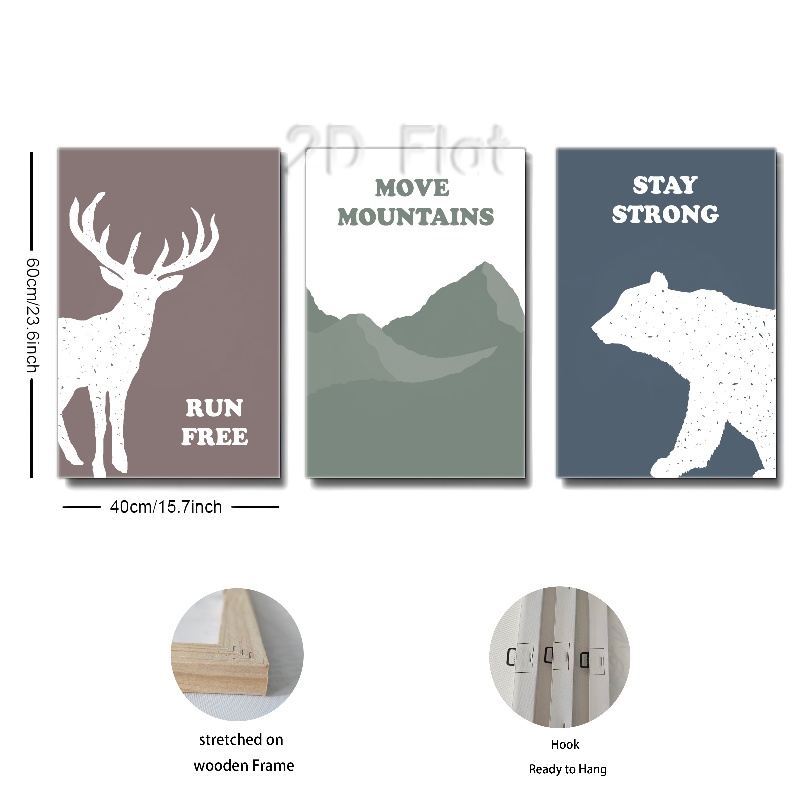 2D Flat
MOVE
MOUNTAINS
STAY
STRONG
RUN
FREE
60cm/23.6inch
40cm/15.7inch
stretched on
wooden Frame
Hook
Ready to Hang